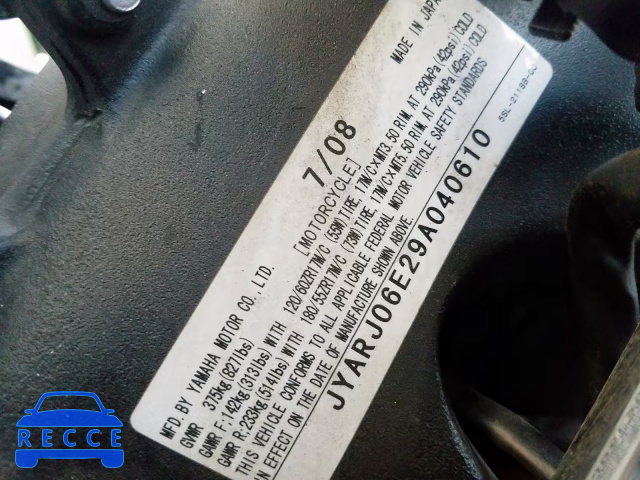 MADE IN JAPAN
7/08
MFD. BY YAMAHA MOTOR CO., LTD. [MOTORCYCLE]
GVWR 375kg(827lbs)
GAWR F;142kg(313lbs) WITH 120/60ZR17M/C (55W) TIRE, 17M/CXMT3.50 RIM, AT 290kPa(42psi)COLD
GAWR R;233kg(514lbs) WITH 180/55ZR17M/C (73W) TIRE, 17M/CXMT5.50 RIM, AT 290kPa(42psi)COLD
THIS VEHICLE CONFORMS TO ALL APPLICABLE FEDERAL MOTOR VEHICLE SAFETY STANDARDS
IN EFFECT ON THE DATE OF MANUFACTURE SHOWN ABOVE.
JYARJ06E29A040610
RECCE